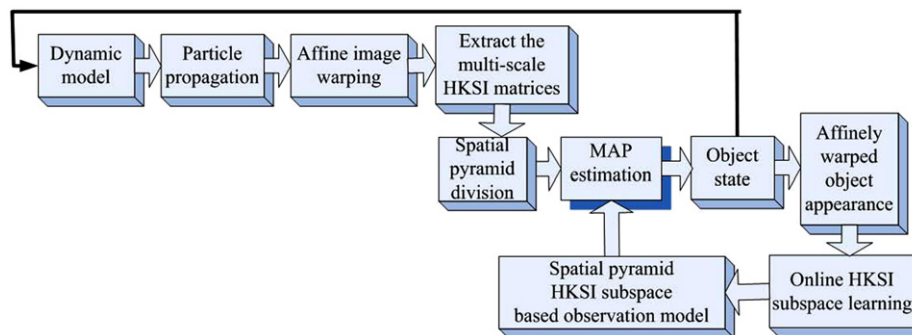 Dynamic
model
Particle
propagation
Affine image
warping
Extract the
multi-scale
HKSI matrices
Spatial
pyramid
division
MAP
estimation
Object
state
Affinely
warped
object
appearance
Online HKSI
subspace learning
Spatial pyramid
HKSI subspace
based observation model